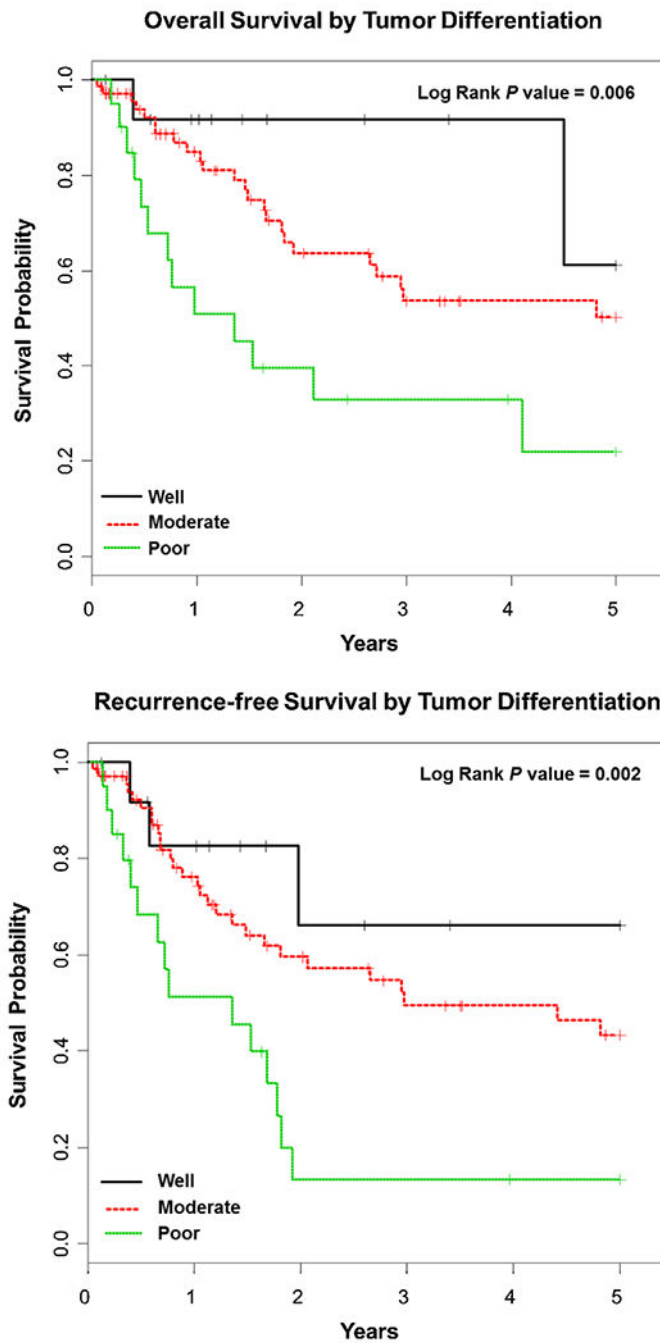 Overall Survival by Tumor Differentiation
Log Rank P value = 0.006
1.0
0.8
0.6
0.4
0.2
0.0
Survival Probability
Well
Moderate
Poor
0 1 2 3 4 5
Years
Recurrence-free Survival by Tumor Differentiation
Log Rank P value = 0.002
1.0
0.8
0.6
0.4
0.2
0.0
Survival Probability
Well
Moderate
Poor
0 1 2 3 4 5
Years